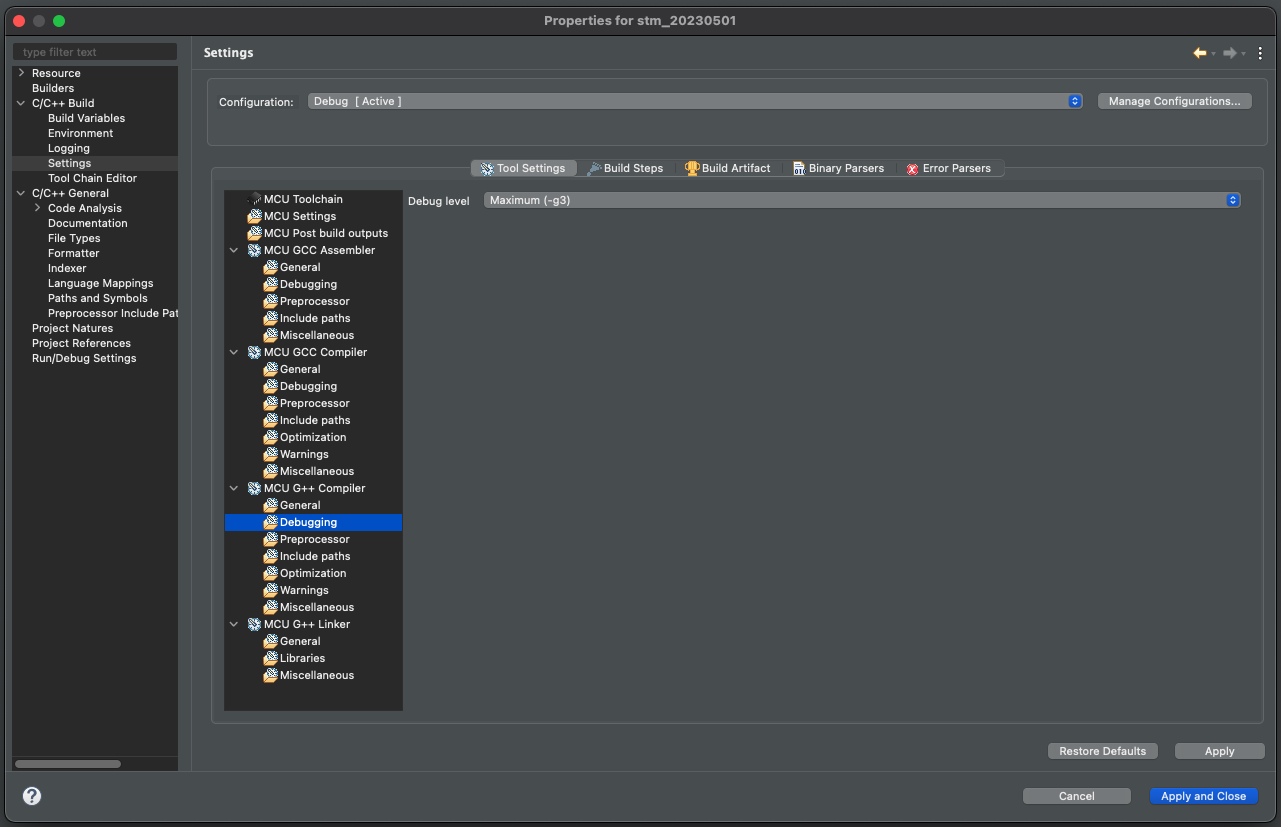 Properties for stm_20230501
type filter text
Resource
Builders
C/C++ Build
Build Variables
Environment
Logging
Settings
Tool Chain Editor
C/C++ General
Code Analysis
Documentation
File Types
Formatter
Indexer
Language Mappings
Paths and Symbols
Preprocessor Include Pat
Project Natures
Project References
Run/Debug Settings
Settings
Configuration:
Debug [ Active ]
Manage Configurations...
Tool Settings
Build Steps
Build Artifact
Binary Parsers
Error Parsers
MCU Toolchain
MCU Settings
MCU Post build outputs
MCU GCC Assembler
General
Debugging
Preprocessor
Include paths
Miscellaneous
MCU GCC Compiler
General
Debugging
Preprocessor
Include paths
Optimization
Warnings
Miscellaneous
MCU G++ Compiler
General
Debugging
Preprocessor
Include paths
Optimization
Warnings
Miscellaneous
MCU G++ Linker
General
Libraries
Miscellaneous
Debug level
Maximum (-g3)
Restore Defaults
Apply
?
Cancel
Apply and Close